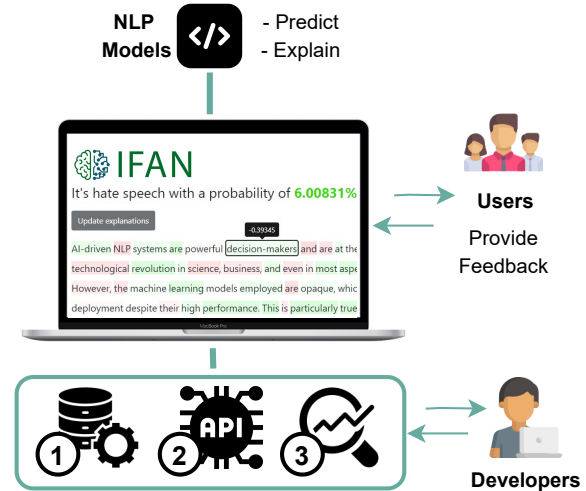 NLP
Models
</>
- Predict
- Explain
IFAN
It's hate speech with a probability of 6.00831%
Update explanations
-0.39345
AI-driven NLP systems are powerful decision-makers and are at the
technological revolution in science, business, and even in most aspe
However, the machine learning models employed are opaque, whic
deployment despite their high performance. This is particularly true
MacBook Pro
Users
Provide
Feedback
1
2
API
3
Developers